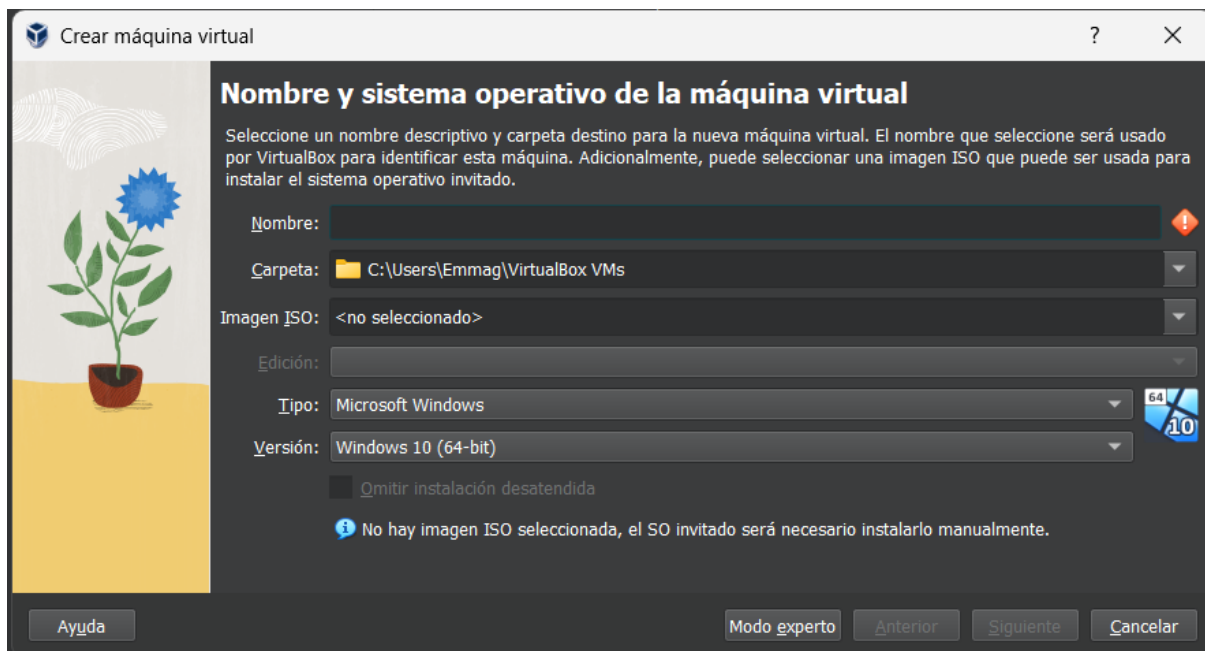 Crear máquina virtual
?
Nombre y sistema operativo de la máquina virtual
Seleccione un nombre descriptivo y carpeta destino para la nueva máquina virtual. El nombre que seleccione será usado
por VirtualBox para identificar esta máquina. Adicionalmente, puede seleccionar una imagen ISO que puede ser usada para
instalar el sistema operativo invitado.
Nombre:
Carpeta: C:\Users\Emmag\VirtualBox VMs
Imagen ISO: <no seleccionado>
Edición:
Tipo: Microsoft Windows
64
10
Versión: Windows 10 (64-bit)
Omitir instalación desatendida
No hay imagen ISO seleccionada, el SO invitado será necesario instalarlo manualmente.
Ayuda Modo experto Anterior Siguiente Cancelar